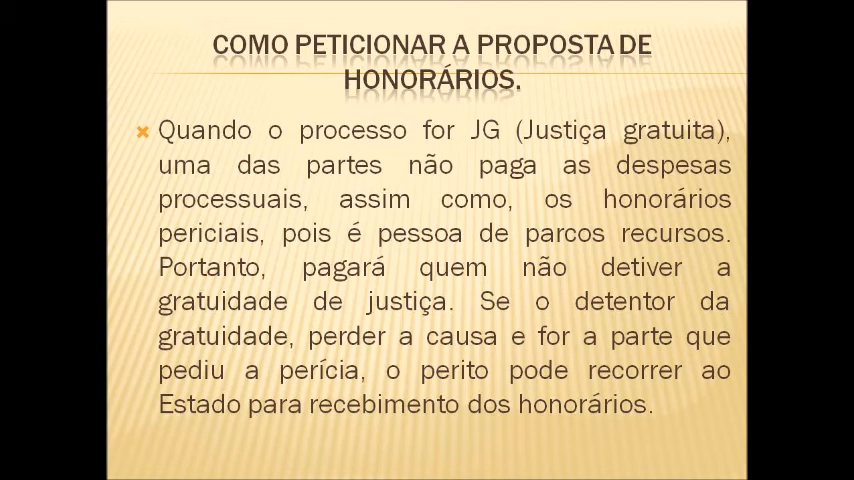 COMO PETICIONAR A PROPOSTA DE
HONORÁRIOS.
Quando o processo for JG (Justiça gratuita),
uma das partes não paga as despesas
processuais, assim como, os honorários
periciais, pois é pessoa de parcos recursos.
Portanto, pagará quem não detiver a
gratuidade de justiça. Se o detentor da
gratuidade, perder a causa e for a parte que
pediu a perícia, o perito pode recorrer ao
Estado para recebimento dos honorários.